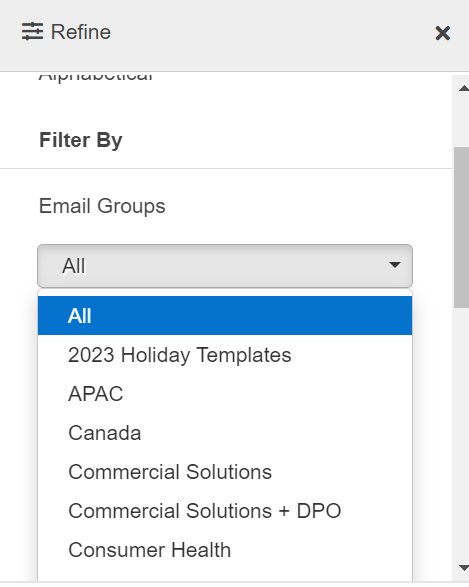 Refine
Alphabetical
Filter By
Email Groups
All
All
2023 Holiday Templates
APAC
Canada
Commercial Solutions
Commercial Solutions + DPO
Consumer Health